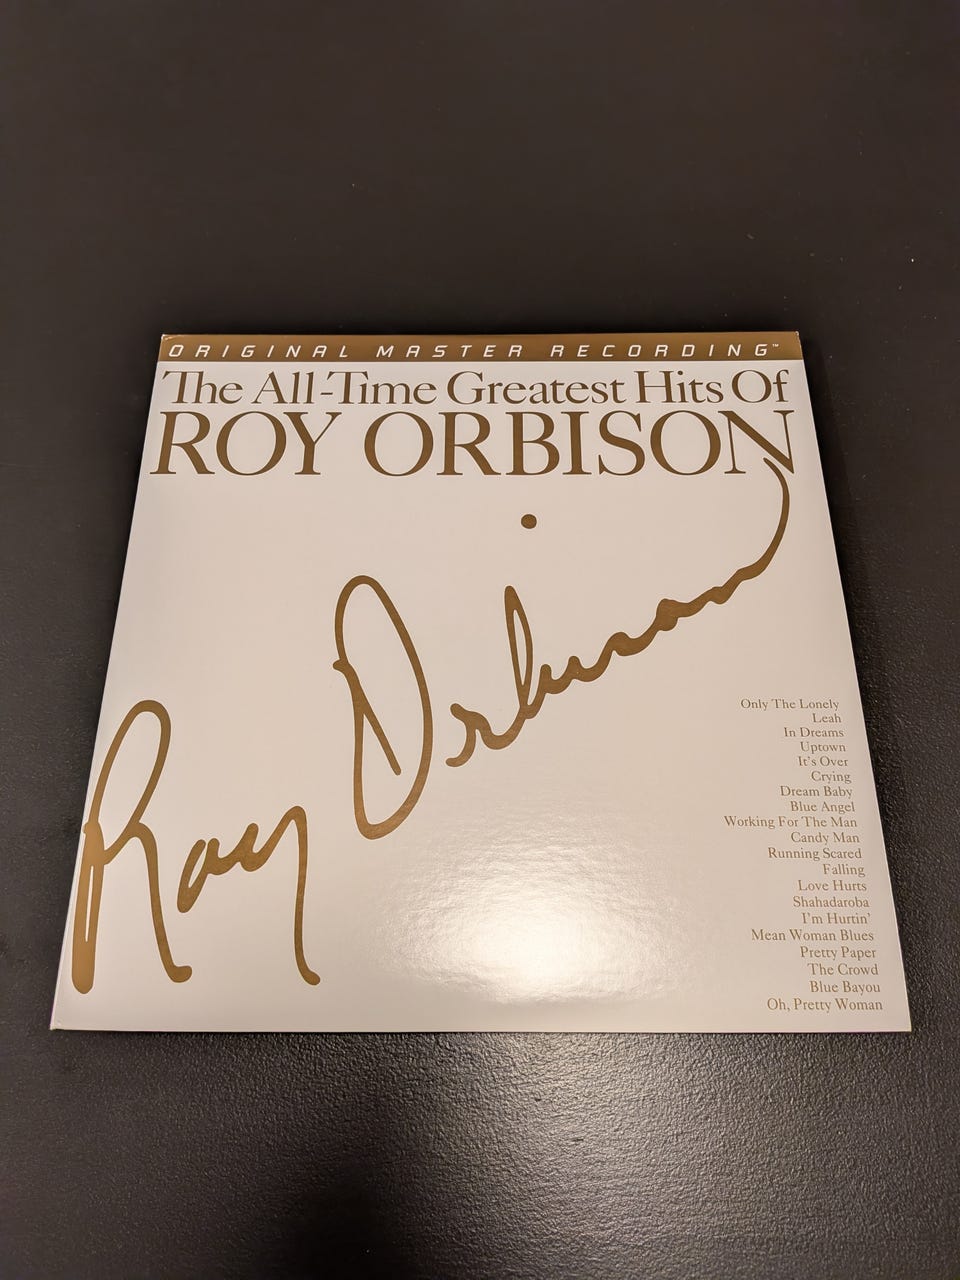 ORIGINAL MASTER RECORDING™
The All-Time Greatest Hits Of
ROY ORBISON
Roy Orbison
Only The Lonely
Leah
In Dreams
Uptown
It's Over
Crying
Dream Baby
Blue Angel
Working For The Man
Candy Man
Running Scared
Falling
Love Hurts
Shahadaroba
I'm Hurtin'
Mean Woman Blues
Pretty Paper
The Crowd
Blue Bayou
Oh, Pretty Woman